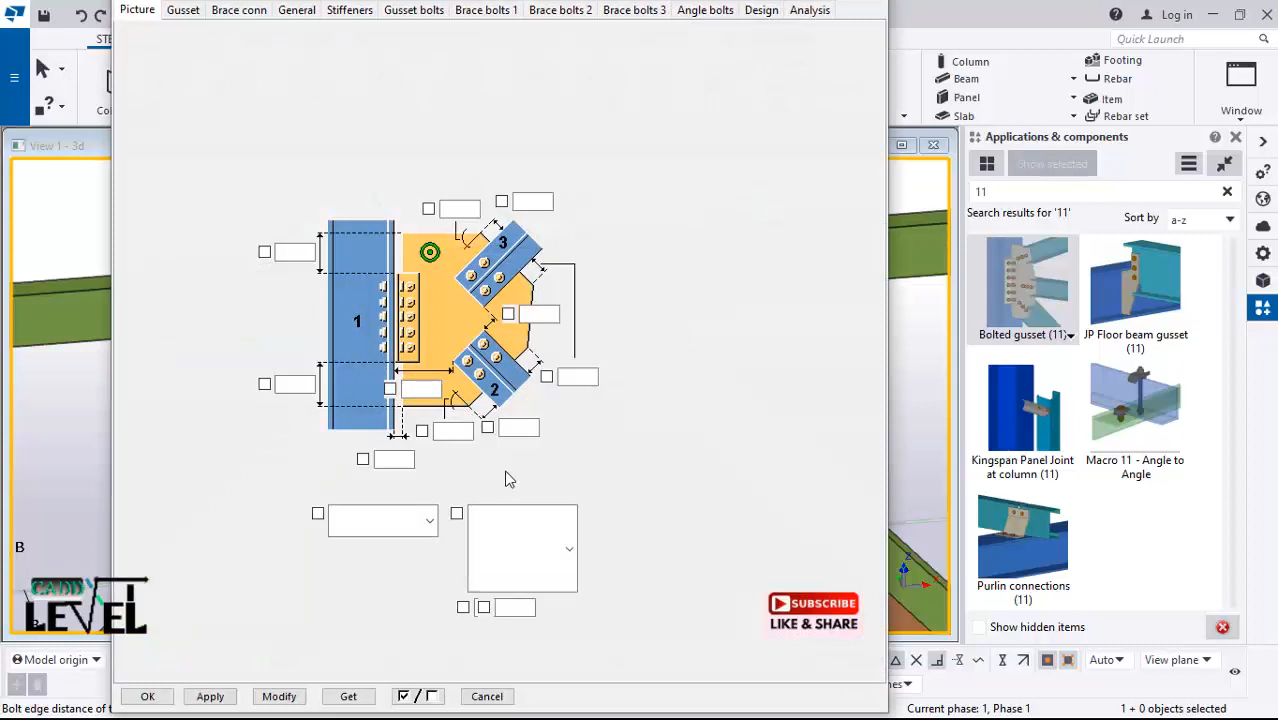 Picture Gusset Brace conn General Stiffeners Gusset bolts Brace bolts 1 Brace bolts 2 Brace bolts 3 Angle bolts Design Analysis
Log in
STE
Quick Launch
Column
Footing
Beam
Rebar
Panel
Item
Slab
Rebar set
Window
Col
View 1 - 3d
Applications & components
Show selected
11
Search results for '11'
Sort by
a-z
Bolted gusset (11)
JP Floor beam gusset (11)
Kingspan Panel Joint at column (11)
Macro 11 - Angle to Angle
Purlin connections (11)
1
2
3
B
Z
CADD
LEVEL
SUBSCRIBE
LIKE & SHARE
Show hidden items
Model origin
Auto
View plane
nes
OK Apply Modify Get / Cancel
Bolt edge distance of t
Current phase: 1, Phase 1
1 + 0 objects selected